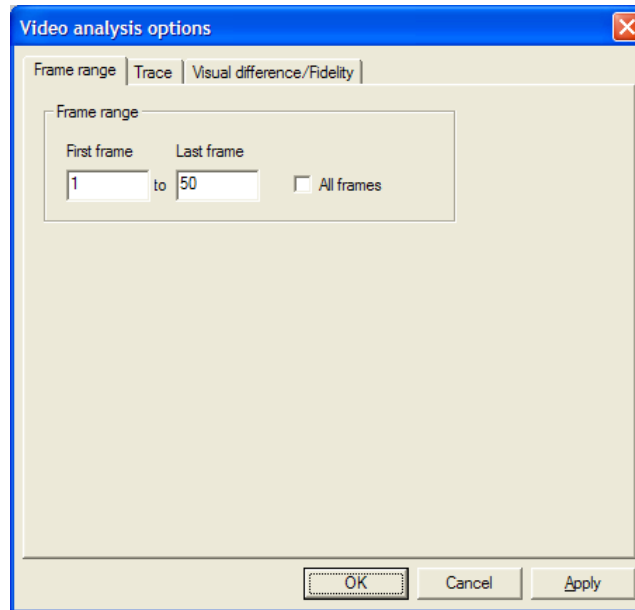 Video analysis options
Frame range Trace Visual difference/Fidelity
Frame range
First frame Last frame
1 to 50 All frames
OK Cancel Apply